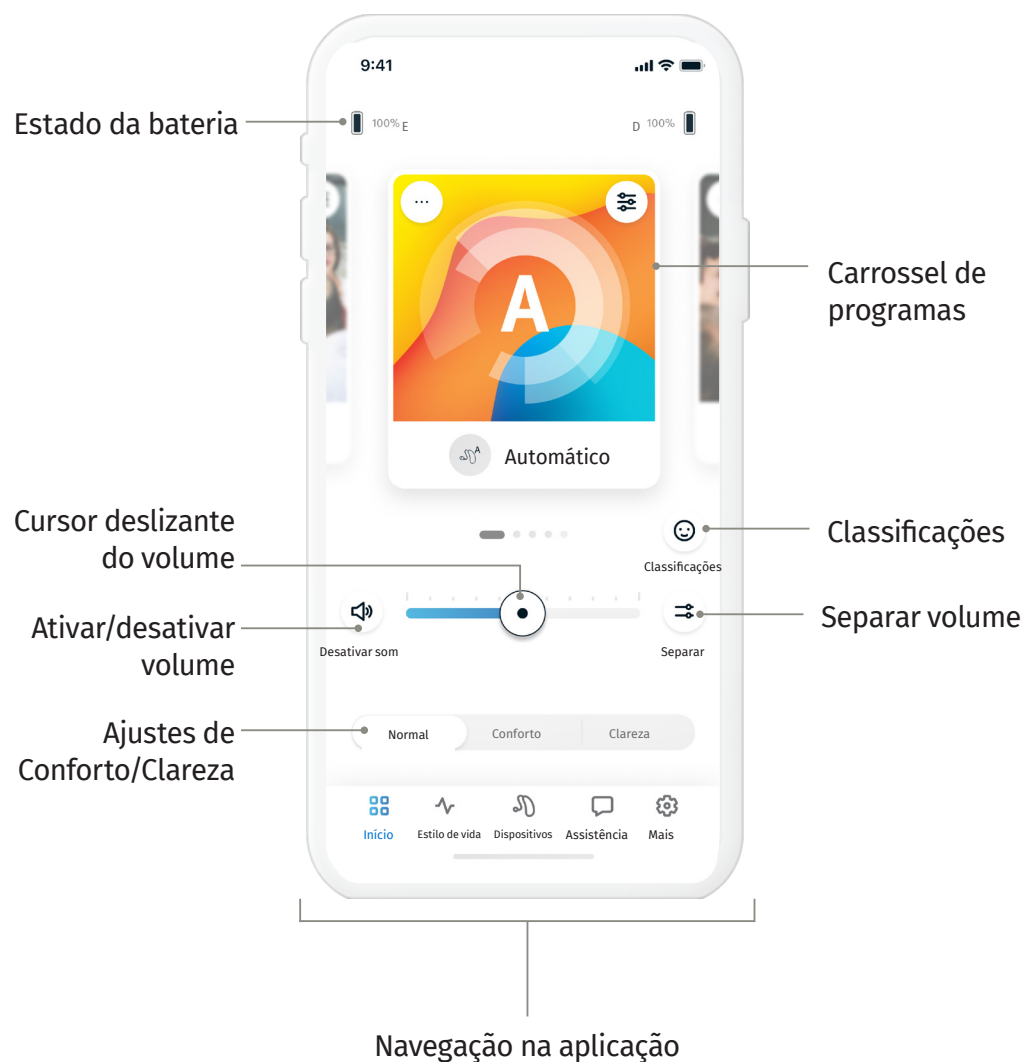 9:41
Estado da bateria
100% E
D 100%
A
Carrossel de
programas
A
Automático
Cursor deslizante
do volume
Classificações
Classificações
Ativar/desativar
volume
Desativar som
Separar
Separar volume
Ajustes de
Conforto/Clareza
Normal
Conforto
Clareza
Início
Estilo de vida
Dispositivos
Assistência
Mais
Navegação na aplicação